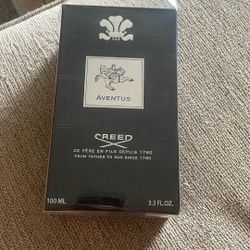 AVENTUS
CREED
DE PÈRE EN FILS DEPUIS 1760
FROM FATHER TO SON SINCE 1760
100 ML 3.3 FL.OZ.